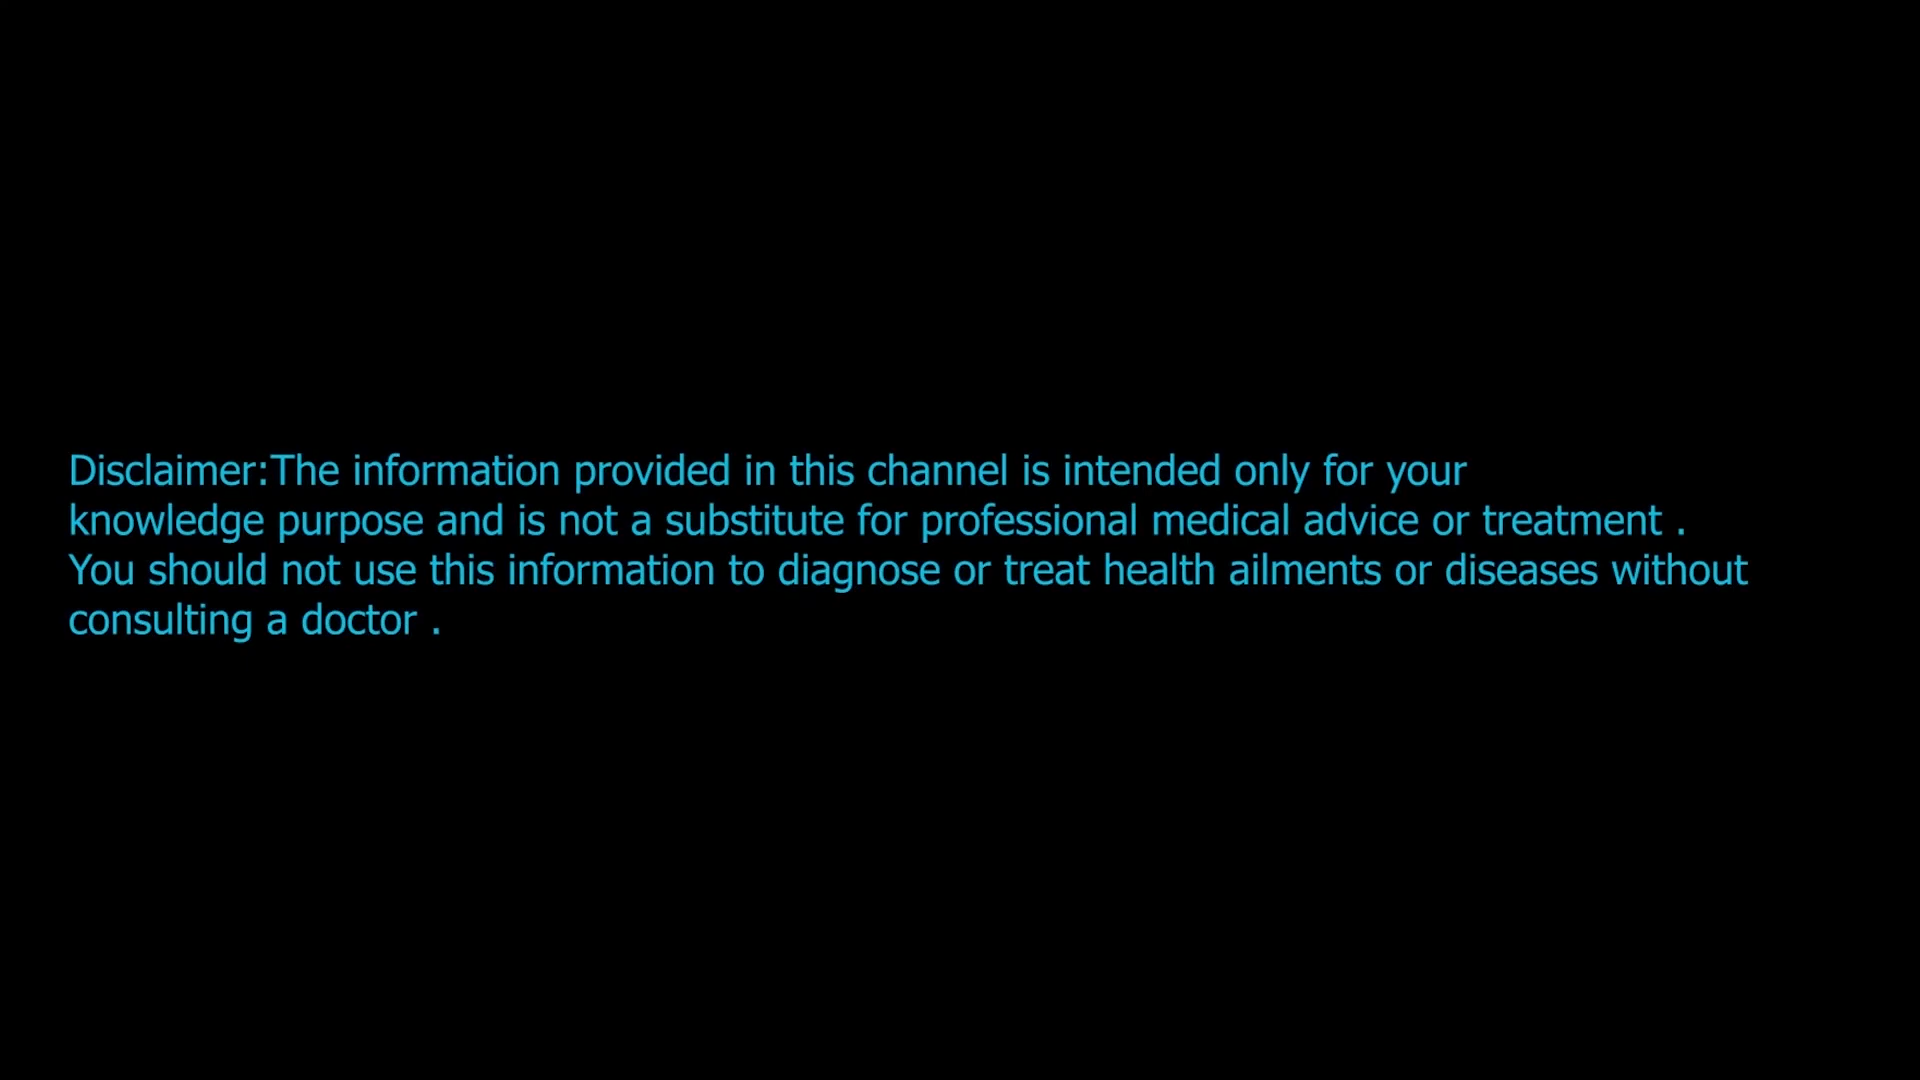 Disclaimer:The information provided in this channel is intended only for your
knowledge purpose and is not a substitute for professional medical advice or treatment .
You should not use this information to diagnose or treat health ailments or diseases without
consulting a doctor .